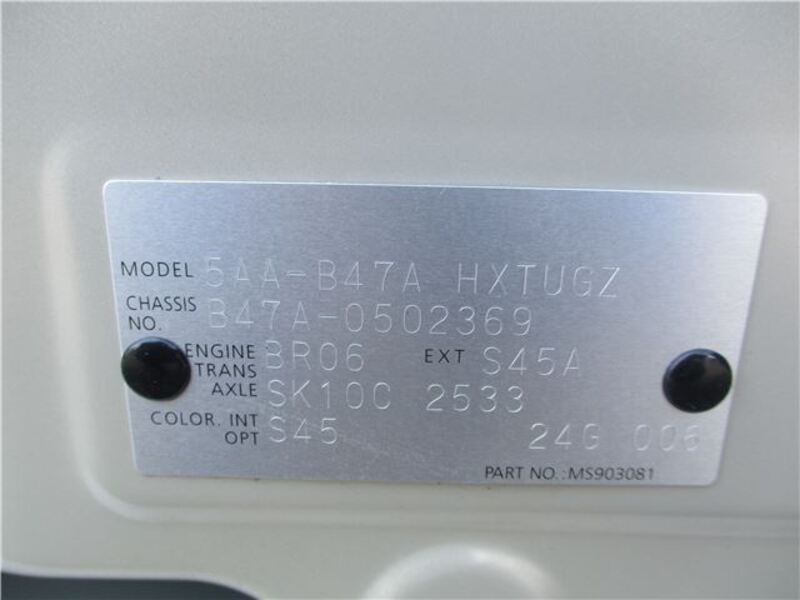 MODEL 5AA-B47A HXTUGZ
CHASSIS NO. B47A-0502369
ENGINE BR06 EXT S45A
TRANS AXLE SK10C 2533
COLOR. INT OPT S45 24G 006
PART NO.:MS903081